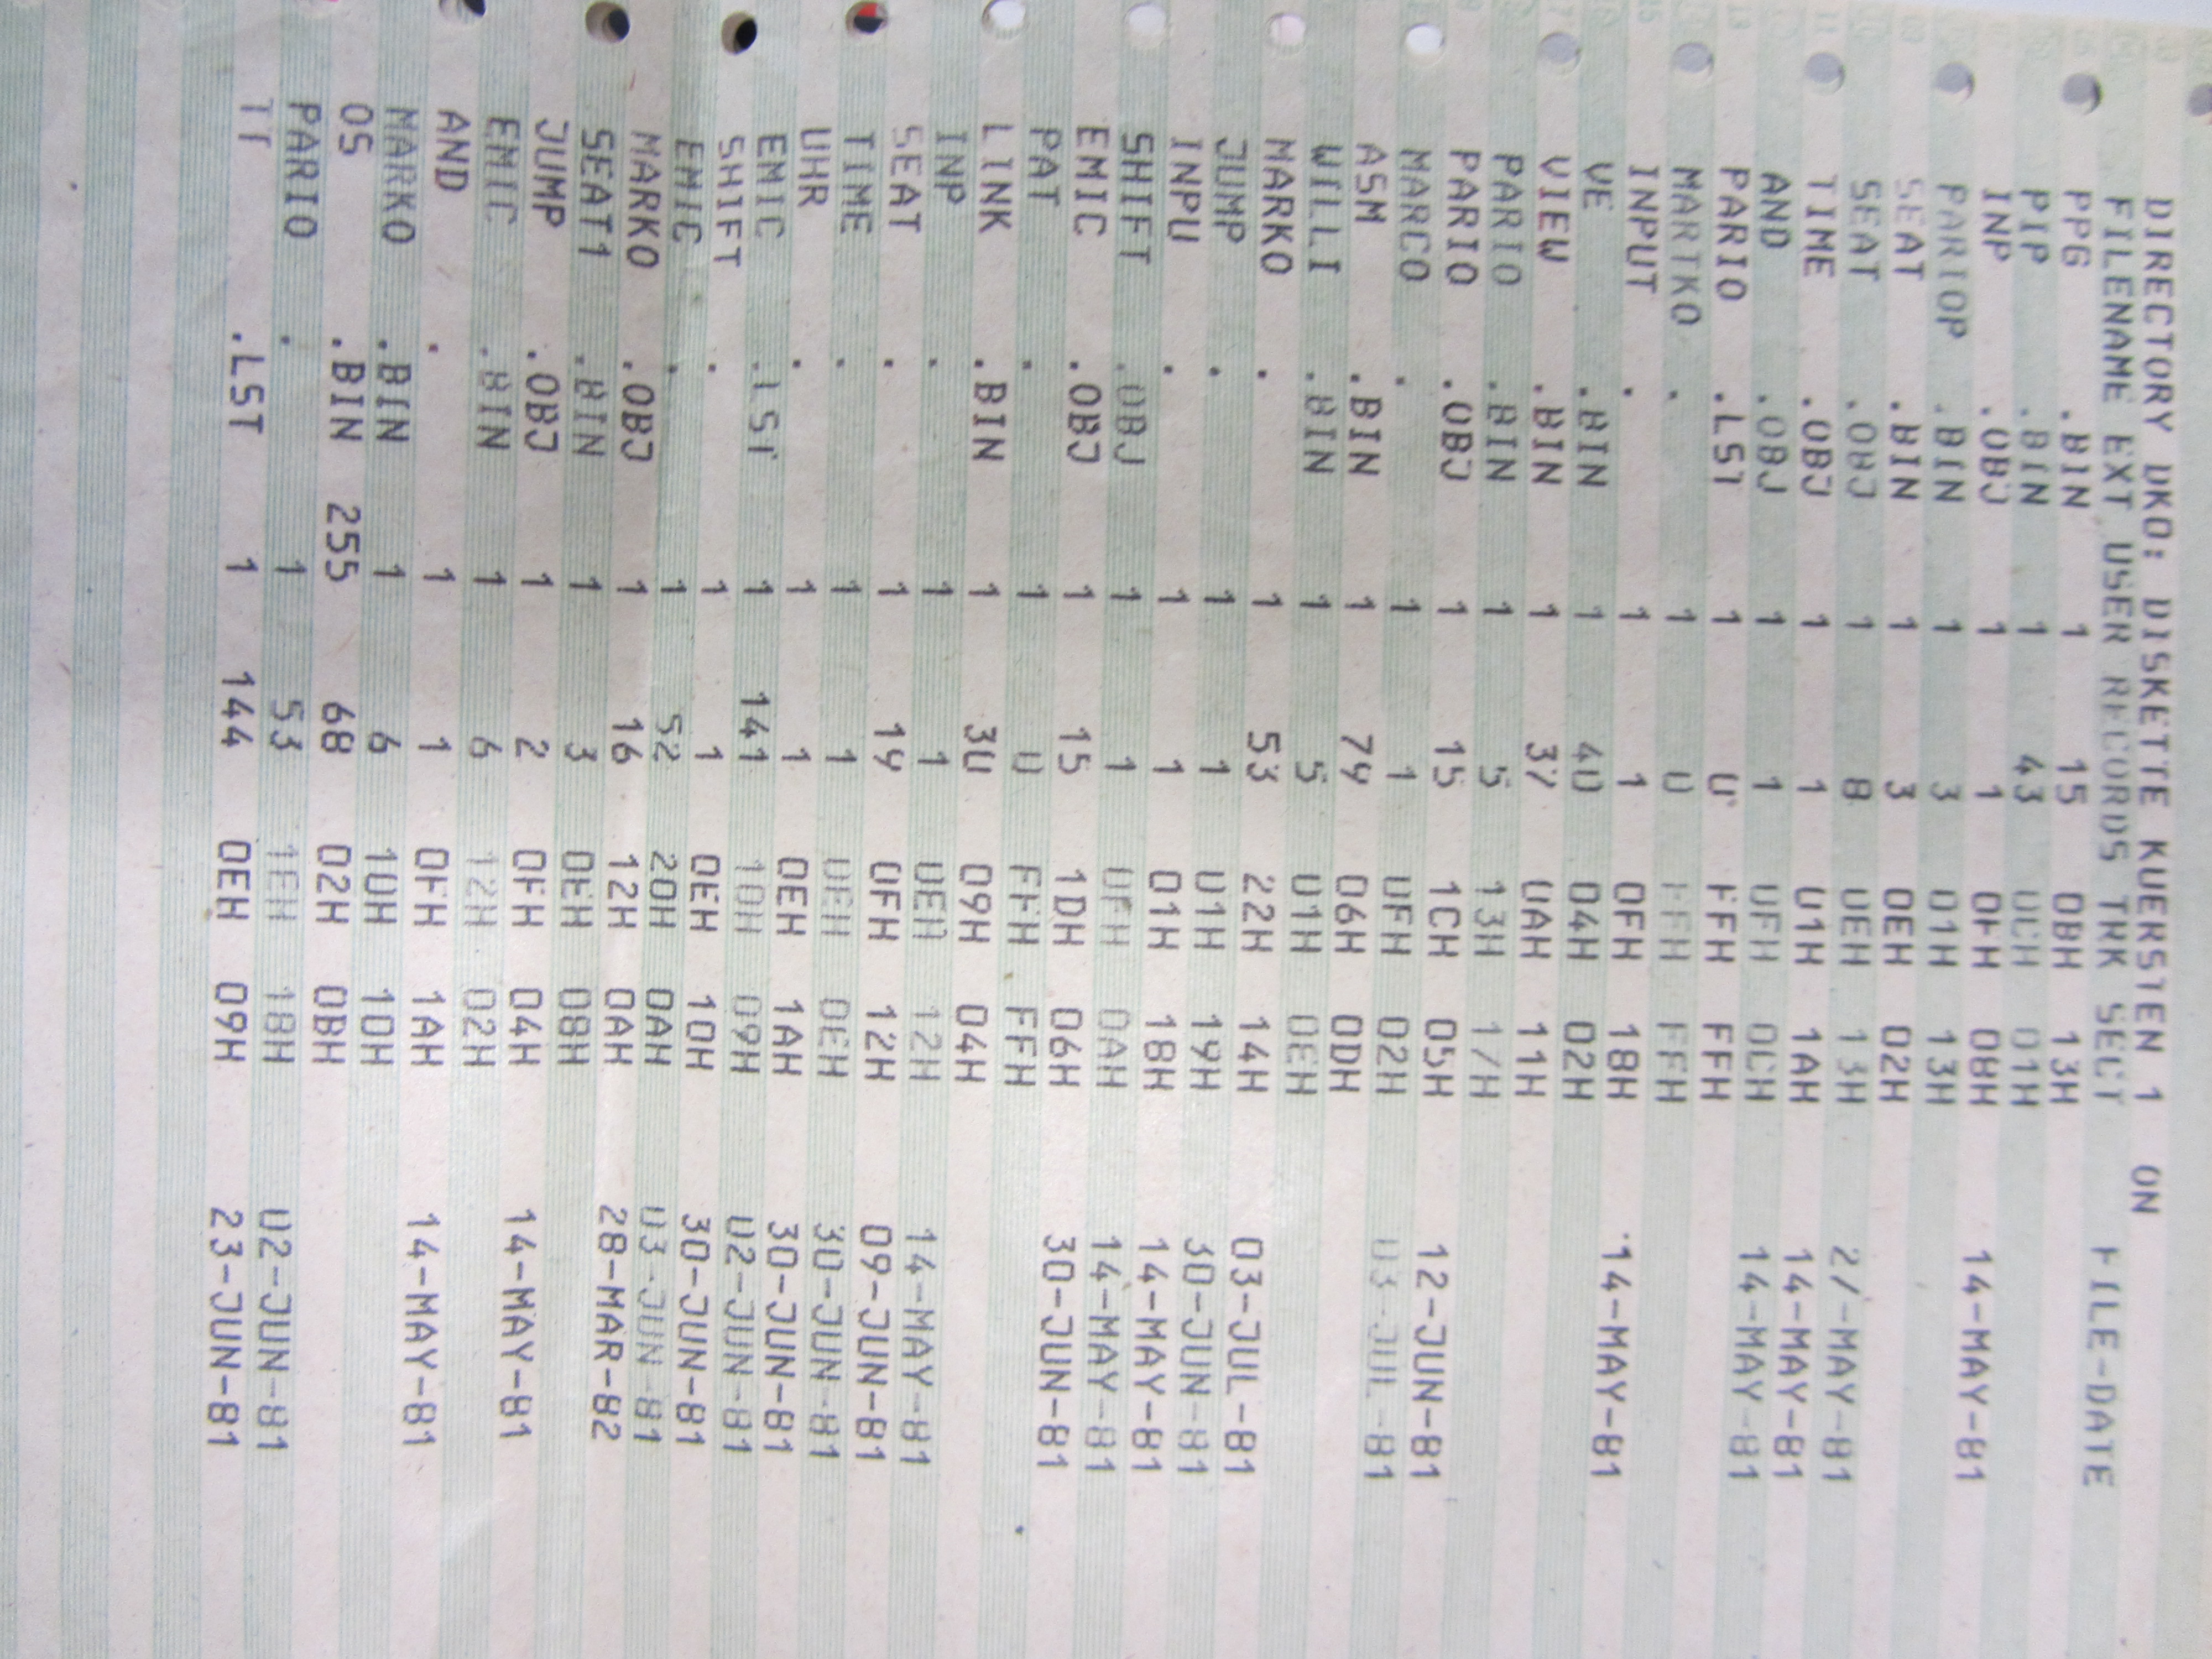 DIRECTORY DK0: DISKETTE KUERSTEN 1 ON
FILENAME EXT USER RECORDS TRK SECT FILE-DATE
PPG .BIN 1 15 0BH 13H
PIP .BIN 1 43 0CH 01H
INP .OBJ 1 1 0FH 08H 14-MAY-81
PARIOP .BIN 1 3 01H 13H
SEAT .BIN 1 3 0EH 02H
SEAT .OBJ 1 8 0EH 13H 27-MAY-81
TIME .OBJ 1 1 01H 1AH 14-MAY-81
AND .OBJ 1 1 0FH 0CH 14-MAY-81
PARIO .LST 1 0 FFH FFH
MARTKO . 1 0 FFH FFH
INPUT . 1 1 0FH 18H 14-MAY-81
VE .BIN 1 40 04H 02H
VIEW .BIN 1 37 0AH 11H
PARIO .BIN 1 5 13H 17H
PARIO .OBJ 1 15 1CH 05H 12-JUN-81
MARCO . 1 1 0FH 02H 03-JUL-81
ASM .BIN 1 79 06H 0DH
WILLI .BIN 1 5 01H 0EH
MARKO . 1 53 22H 14H 03-JUL-81
JUMP . 1 1 01H 19H 30-JUN-81
INPU . 1 1 01H 18H 14-MAY-81
SHIFT .OBJ 1 1 0FH 0AH 14-MAY-81
EMIC .OBJ 1 15 1DH 06H 30-JUN-81
PAT . 1 0 FFH FFH
LINK .BIN 1 30 09H 04H
INP . 1 1 0EH 12H 14-MAY-81
SEAT . 1 19 0FH 12H 09-JUN-81
TIME . 1 1 0EH 0EH 30-JUN-81
UHR . 1 1 0EH 1AH 30-JUN-81
EMIC .LST 1 141 10H 09H 02-JUN-81
SHIFT . 1 1 0EH 10H 30-JUN-81
EMIC . 1 52 20H 0AH 03-JUN-81
MARKO .OBJ 1 16 12H 0AH 28-MAR-82
SEAT1 .BIN 1 3 0EH 08H
JUMP .OBJ 1 2 0FH 04H 14-MAY-81
EMIC .BIN 1 6 12H 02H
AND . 1 1 0FH 1AH 14-MAY-81
MARKO .BIN 1 6 10H 10H
OS .BIN 255 68 02H 0BH
PARIO . 1 53 1EH 18H 02-JUN-81
TT .LST 1 144 0EH 09H 23-JUN-81